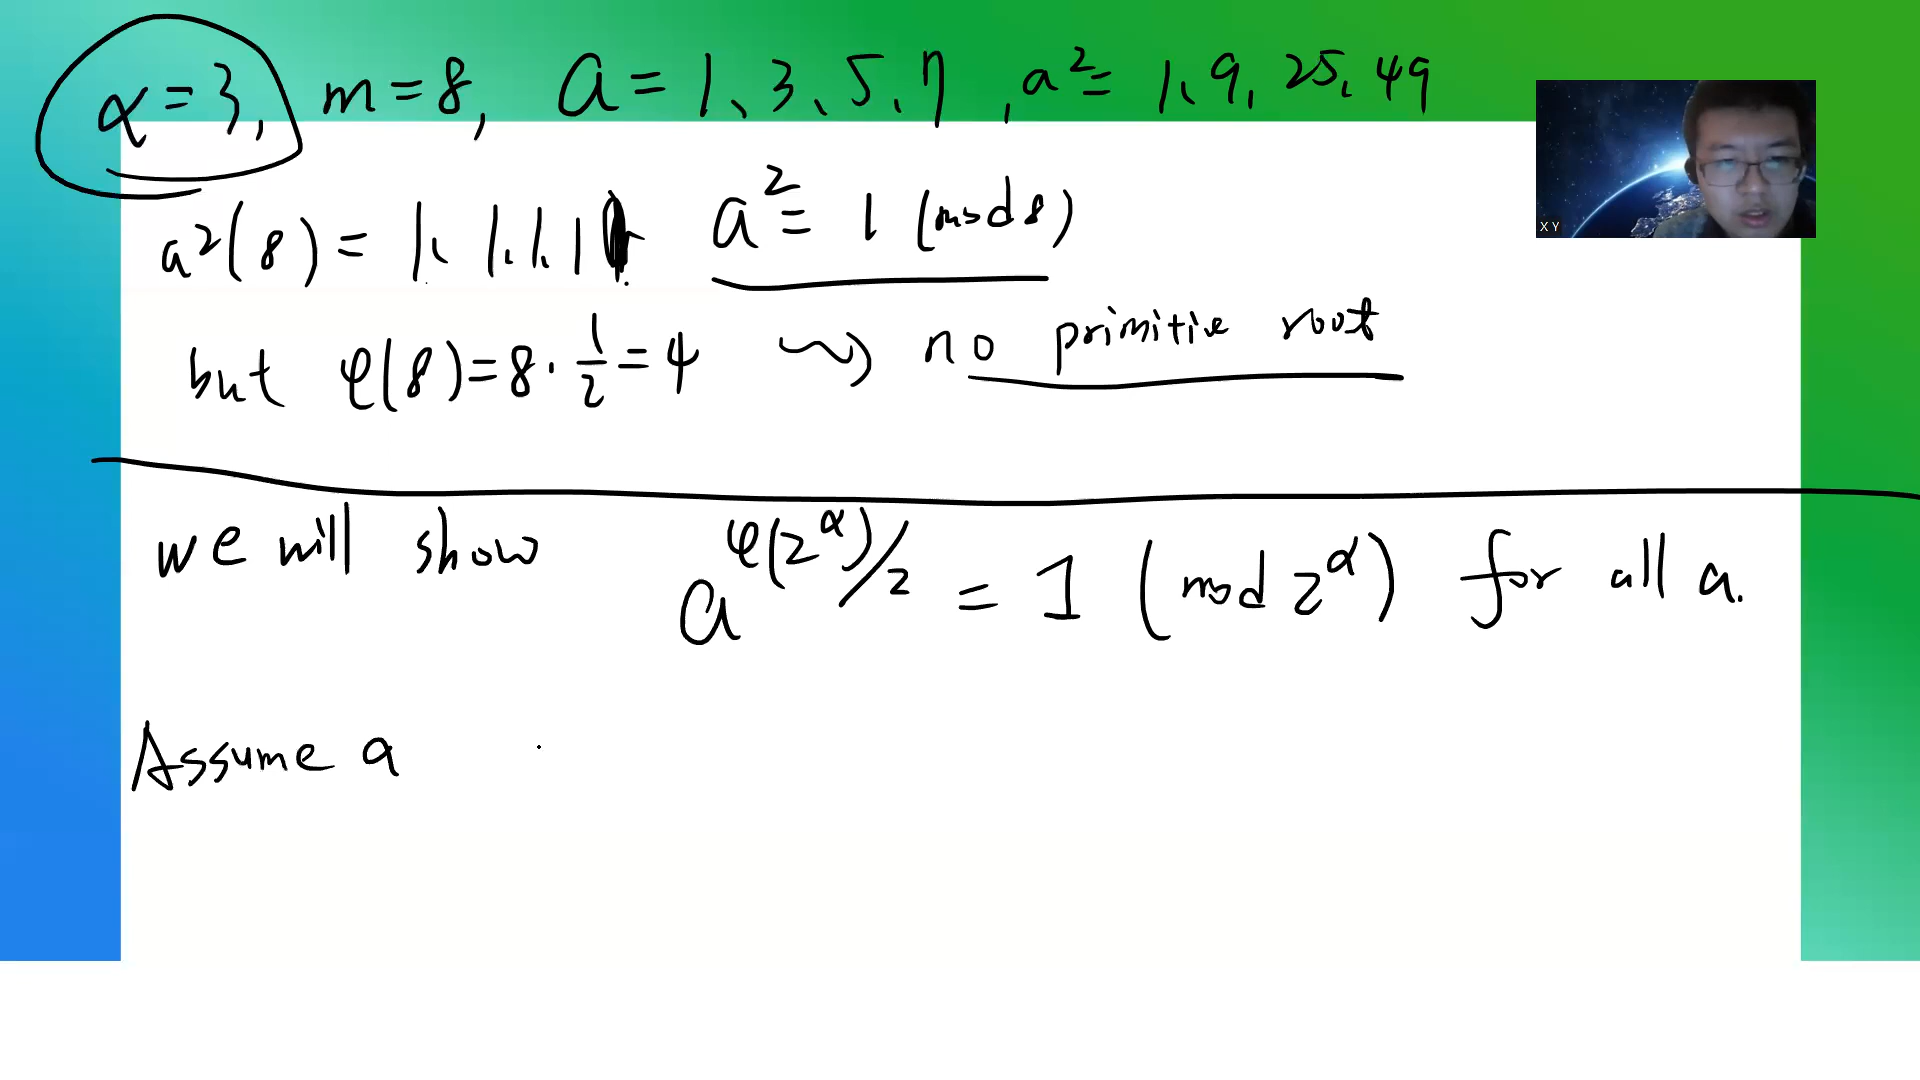 α=3, m=8, a=1、3、5、7, a²= 1、9、25、49
a²(8)= 1、1、1、1 a²= 1 (mod 8)
X Y
but φ(8)=8·1/2=4 ⇝ no primitive root
we will show a^(φ(2^α)/2) = 1 (mod 2^α) for all a.
Assume a